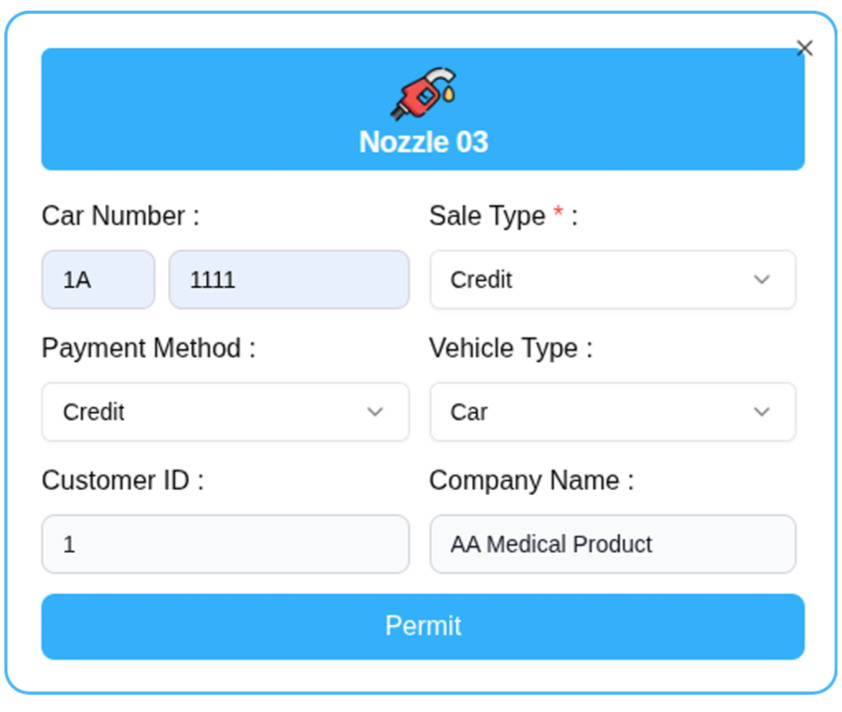 Nozzle 03
Car Number :
Sale Type * :
1A 1111
Credit
Payment Method :
Vehicle Type :
Credit
Car
Customer ID :
Company Name :
1
AA Medical Product
Permit